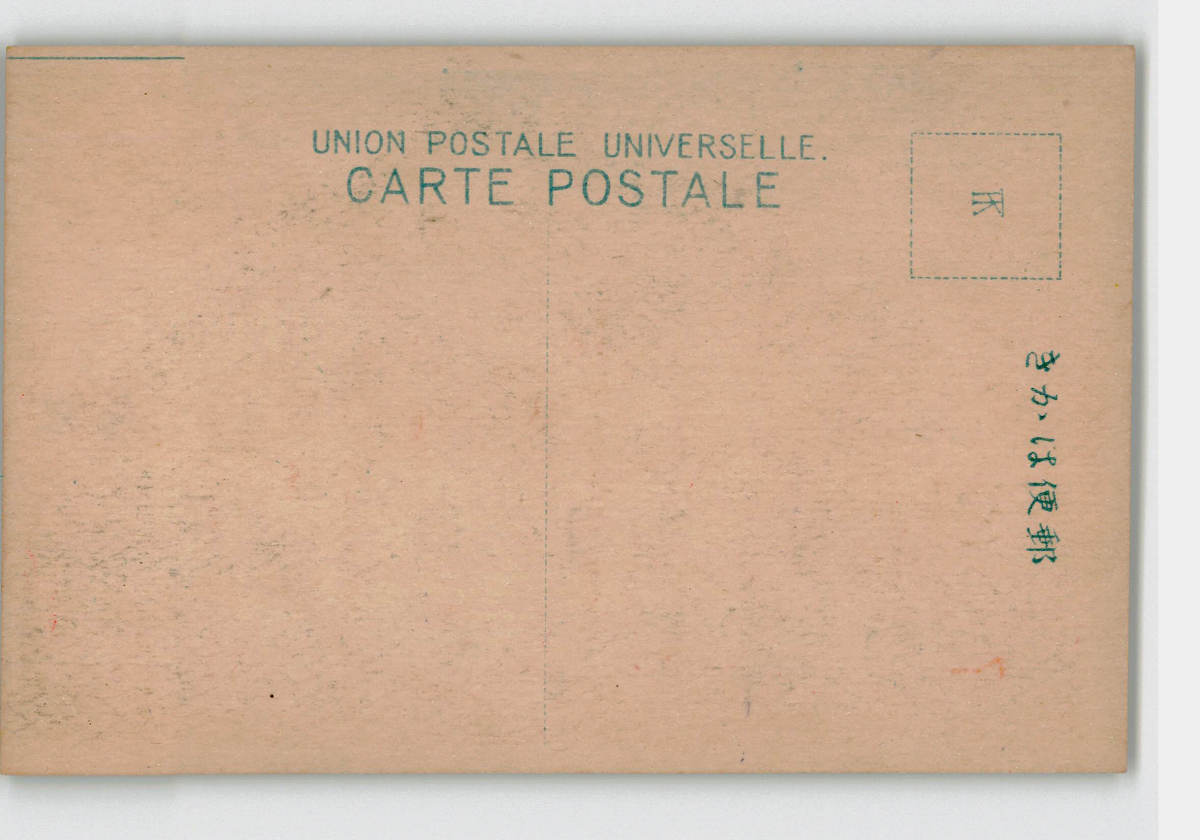 UNION POSTALE UNIVERSELLE.
CARTE POSTALE
きかは便郵